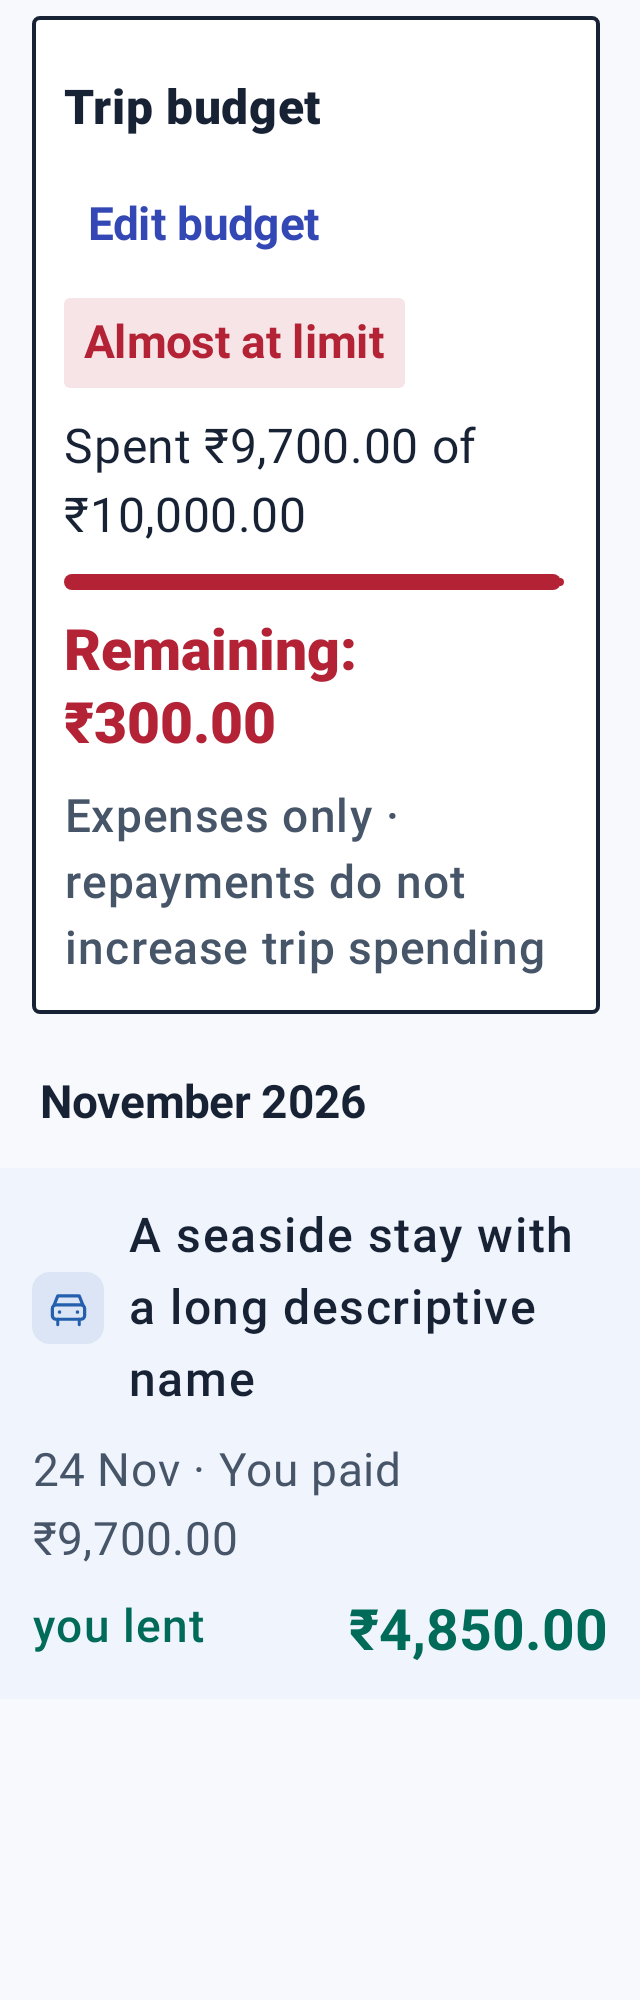 Trip budget
Edit budget
Almost at limit
Spent ₹9,700.00 of
₹10,000.00
Remaining:
₹300.00
Expenses only ·
repayments do not
increase trip spending
November 2026
A seaside stay with
a long descriptive
name
24 Nov · You paid
₹9,700.00
you lent ₹4,850.00